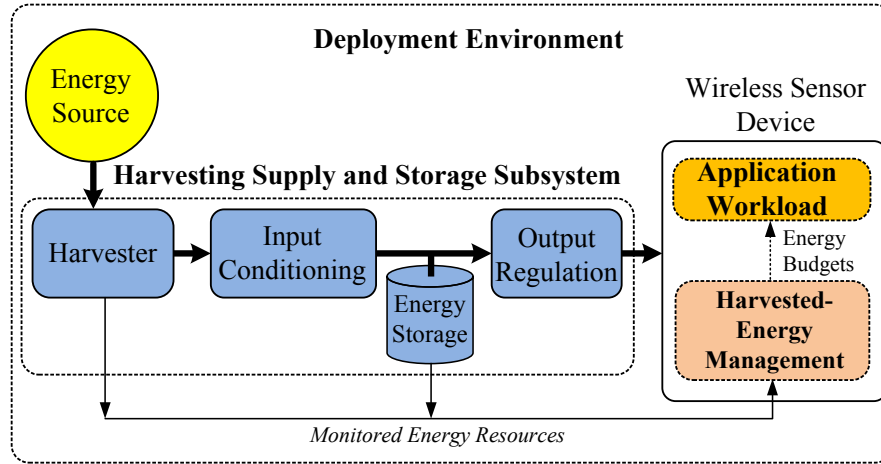 Deployment Environment
Energy
Source
Wireless Sensor
Device
Harvesting Supply and Storage Subsystem
Application
Workload
Harvester
Input
Conditioning
Output
Regulation
Energy
Budgets
Energy
Storage
Harvested-
Energy
Management
Monitored Energy Resources